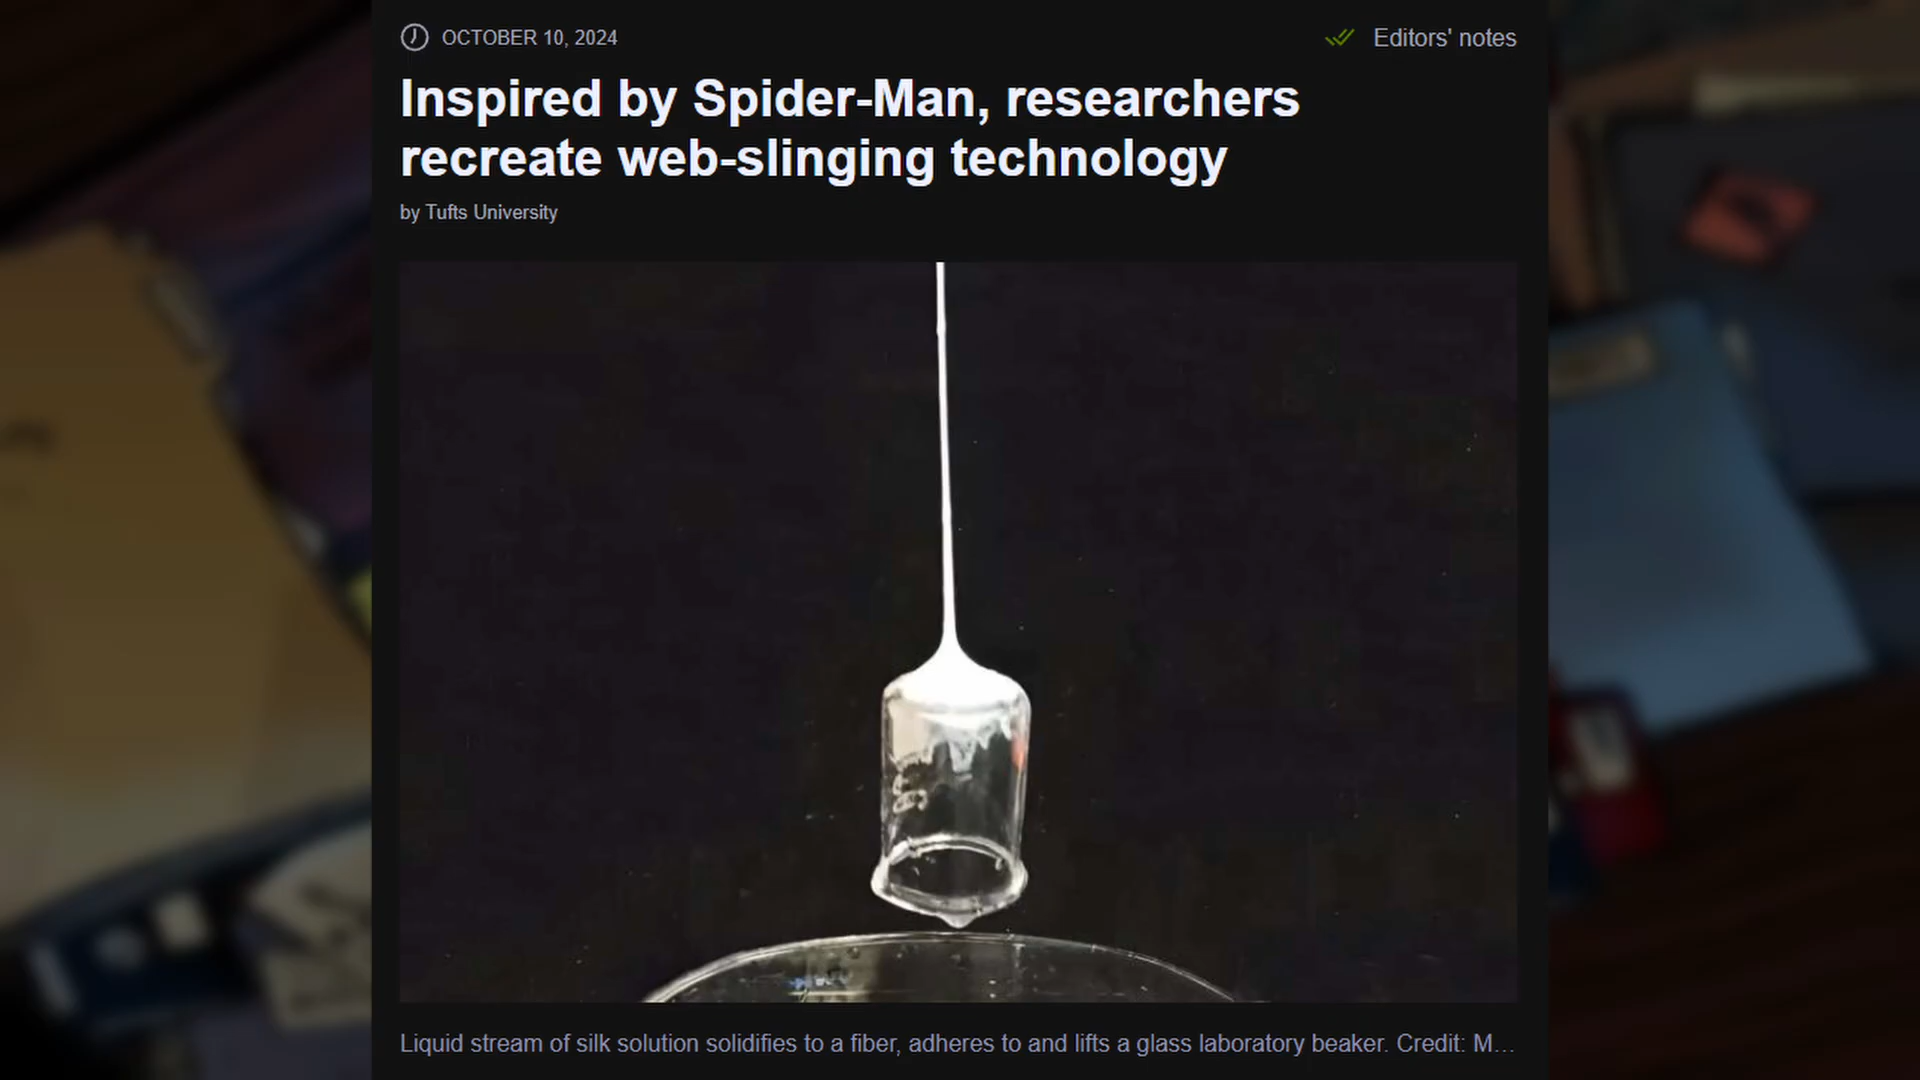 OCTOBER 10, 2024
Editors' notes
Inspired by Spider-Man, researchers
recreate web-slinging technology
by Tufts University
Liquid stream of silk solution solidifies to a fiber, adheres to and lifts a glass laboratory beaker. Credit: M...